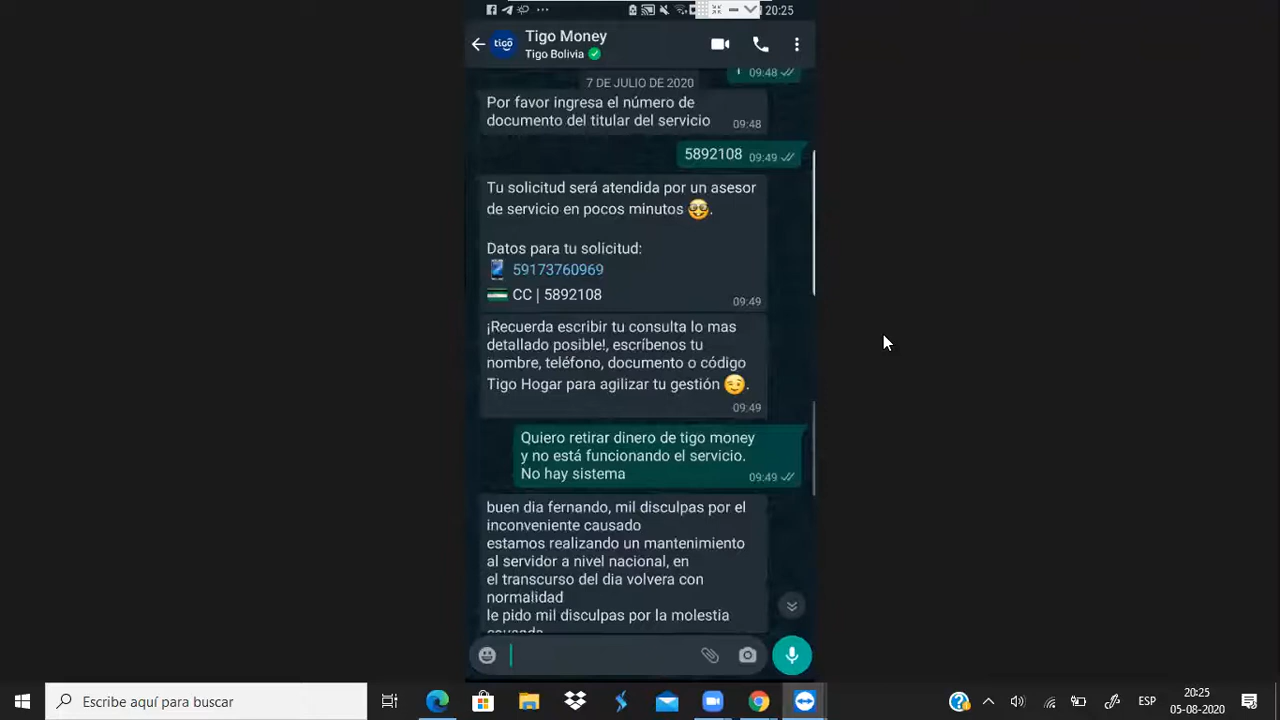 20:25
Tigo Money
tigo
Tigo Bolivia
09:48
7 DE JULIO DE 2020
Por favor ingresa el número de
documento del titular del servicio
09:48
5892108
09:49
Tu solicitud será atendida por un asesor
de servicio en pocos minutos 🤓.
Datos para tu solicitud:
59173760969
CC | 5892108
09:49
¡Recuerda escribir tu consulta lo mas
detallado posible!, escríbenos tu
nombre, teléfono, documento o código
Tigo Hogar para agilizar tu gestión 😉.
09:49
Quiero retirar dinero de tigo money
y no está funcionando el servicio.
No hay sistema
09:49
buen dia fernando, mil disculpas por el
inconveniente causado
estamos realizando un mantenimiento
al servidor a nivel nacional, en
el transcurso del dia volvera con
normalidad
le pido mil disculpas por la molestia
causada
Escribe aquí para buscar
ESP
20:25
05-08-2020